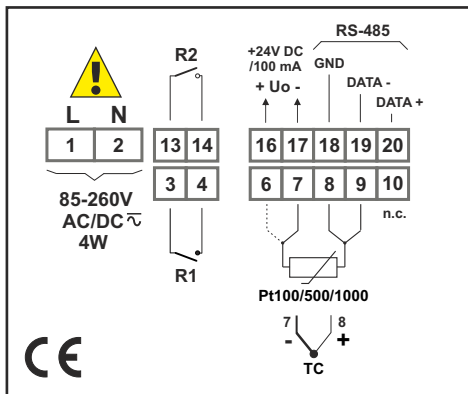 RS-485
R2
+24V DC
/100 mA
GND
+ Uo -
DATA -
DATA +
L N
1 2 13 14 16 17 18 19 20
3 4 6 7 8 9 10
85-260V
AC/DC
4W
n.c.
R1
Pt100/500/1000
7 8
- +
TC
CE